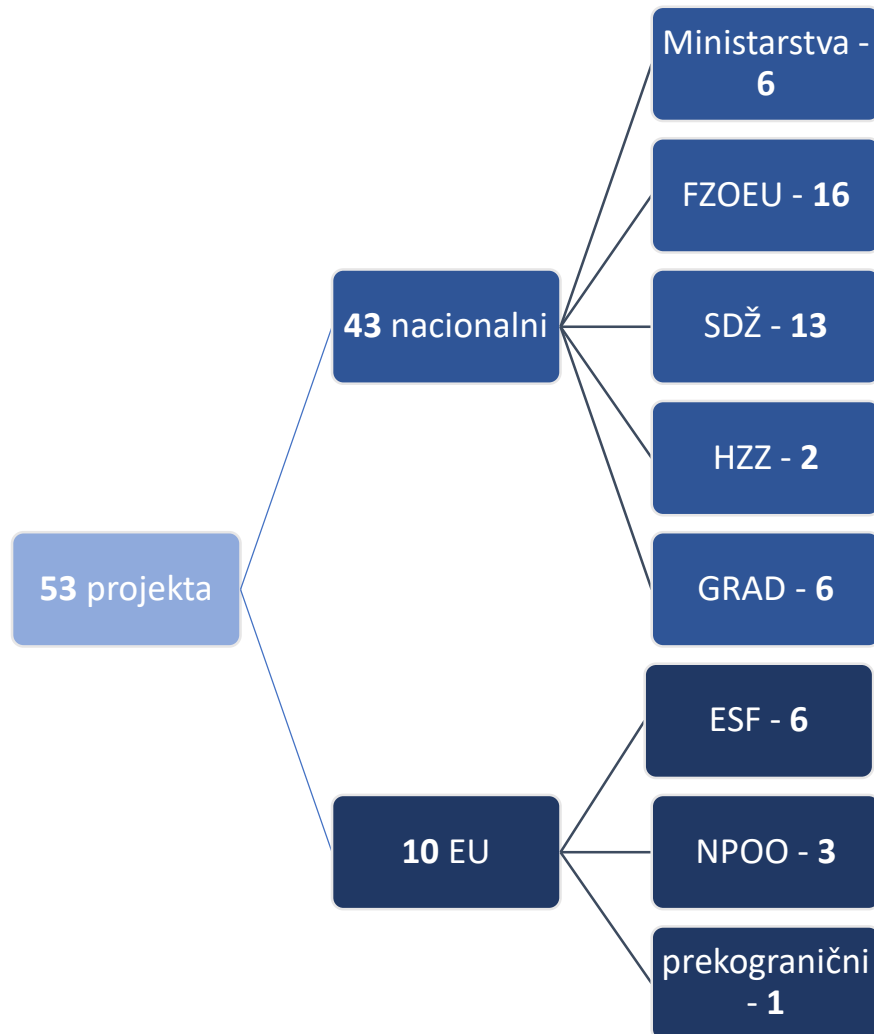 53 projekta
43 nacionalni
Ministarstva -
6
FZOEU - 16
SDŽ - 13
HZZ - 2
GRAD - 6
10 EU
ESF - 6
NPOO - 3
prekogranični
- 1